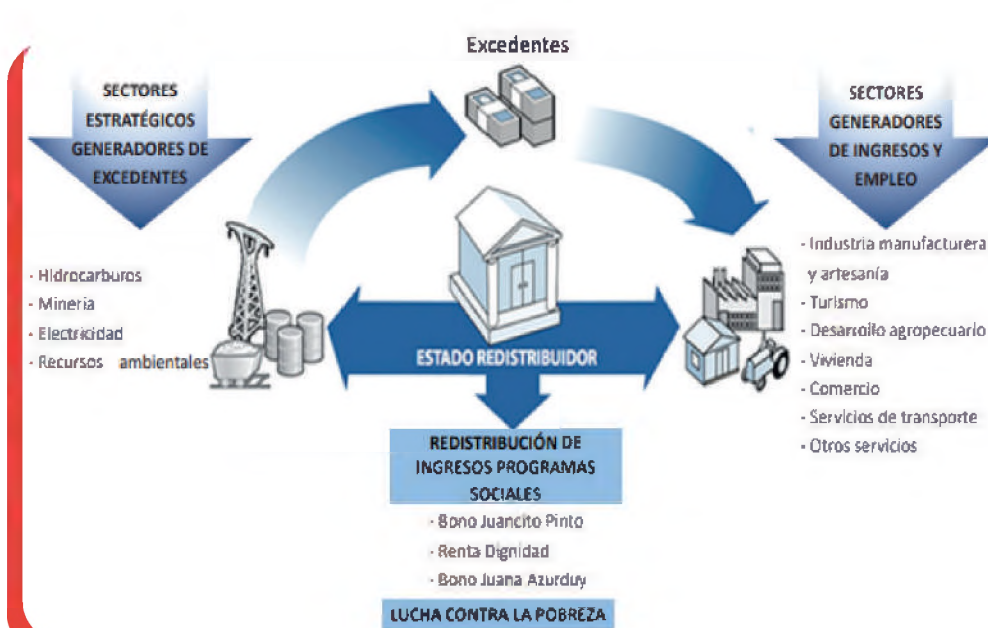 Excedentes
SECTORES
ESTRATÉGICOS
GENERADORES DE
EXCEDENTES
- Hidrocarburos
- Minería
- Electricidad
- Recursos ambientales
SECTORES
GENERADORES
DE INGRESOS Y
EMPLEO
- Industria manufacturera
y artesanía
- Turismo
- Desarrollo agropecuario
- Vivienda
- Comercio
- Servicios de transporte
- Otros servicios
ESTADO REDISTRIBUIDOR
REDISTRIBUCIÓN DE
INGRESOS PROGRAMAS
SOCIALES
- Bono Juancito Pinto
- Renta Dignidad
- Bono Juana Azurduy
LUCHA CONTRA LA POBREZA